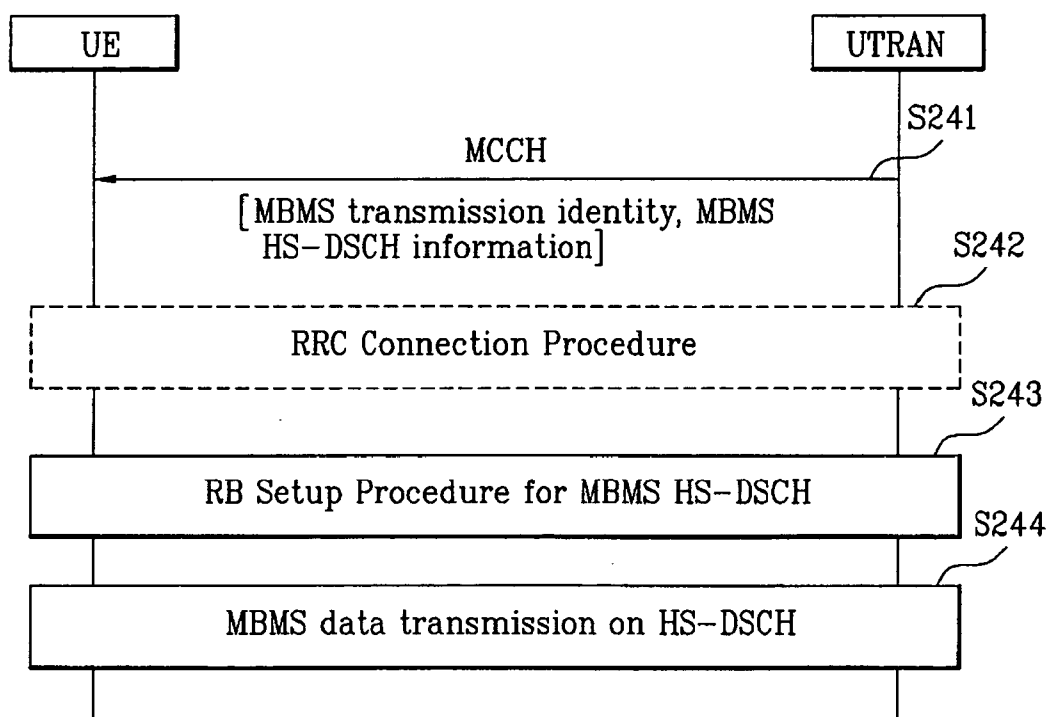 UE
UTRAN
S241
MCCH
[MBMS transmission identity, MBMS
HS-DSCH information]
S242
RRC Connection Procedure
S243
RB Setup Procedure for MBMS HS-DSCH
S244
MBMS data transmission on HS-DSCH